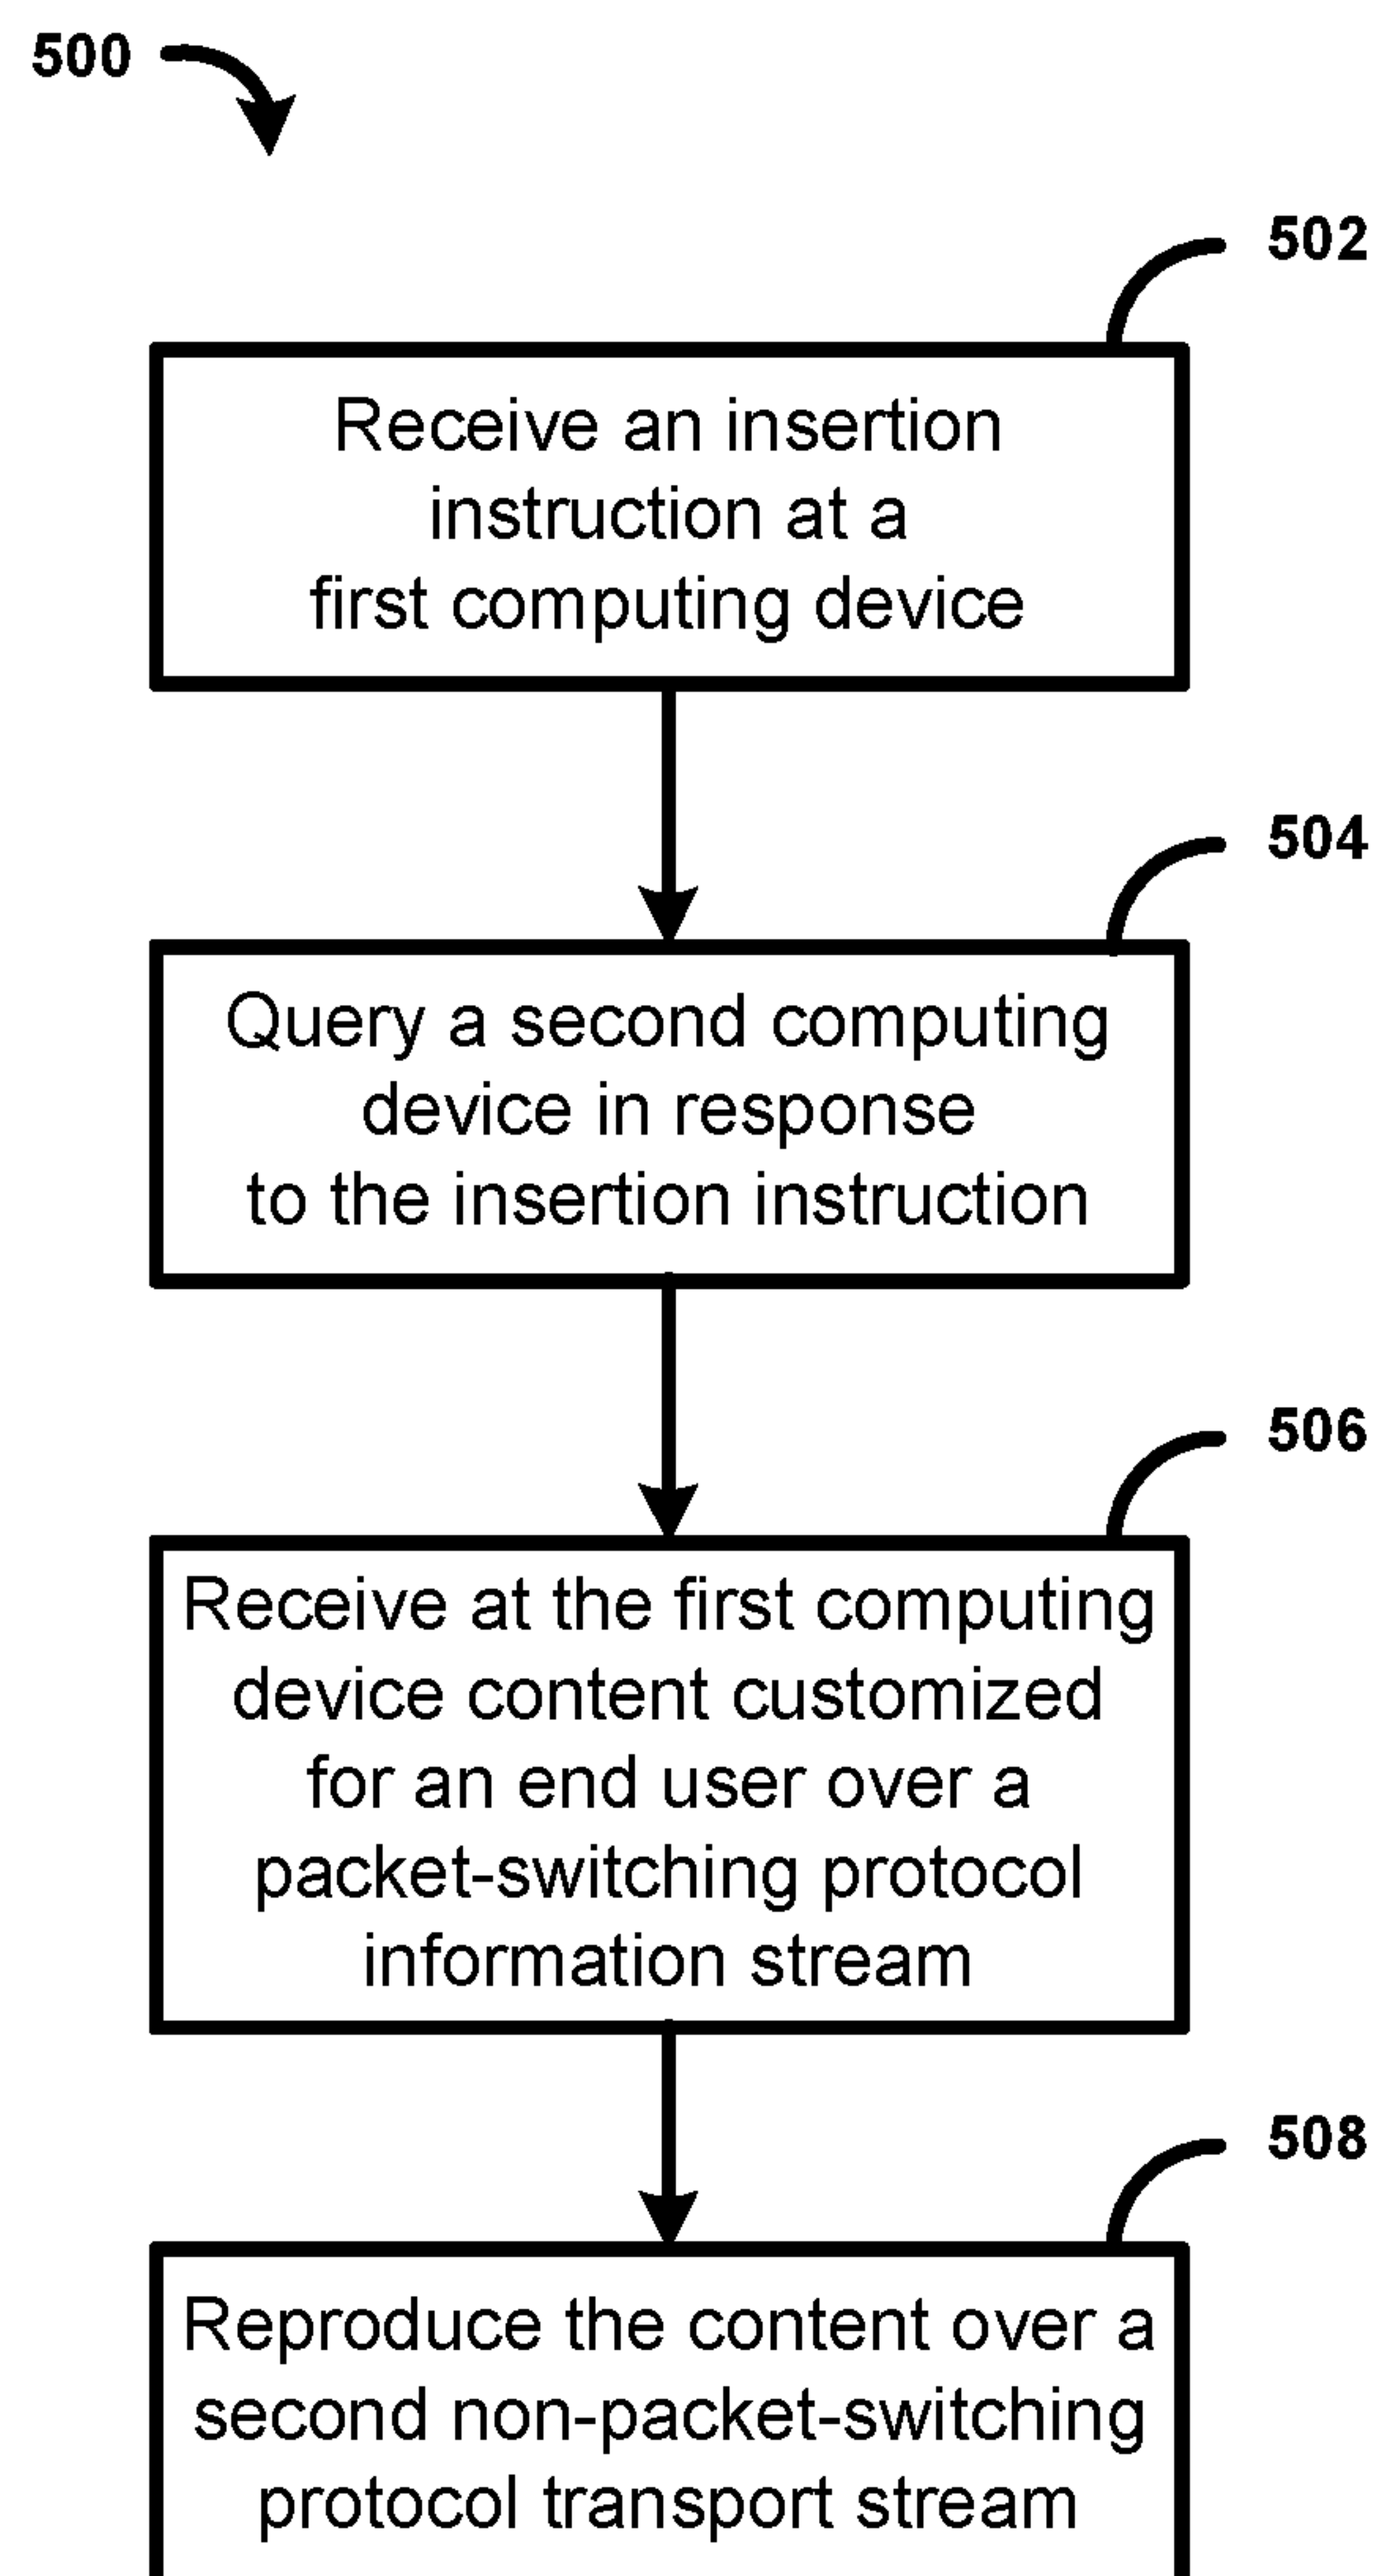 500
502
Receive an insertion
instruction at a
first computing device
504
Query a second computing
device in response
to the insertion instruction
506
Receive at the first computing
device content customized
for an end user over a
packet-switching protocol
information stream
508
Reproduce the content over a
second non-packet-switching
protocol transport stream